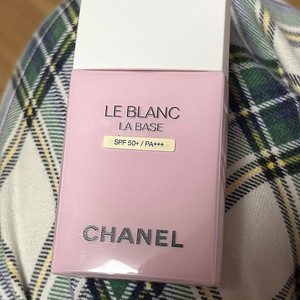 LE BLANC
LA BASE
SPF 50+ / PA+++
CHANEL